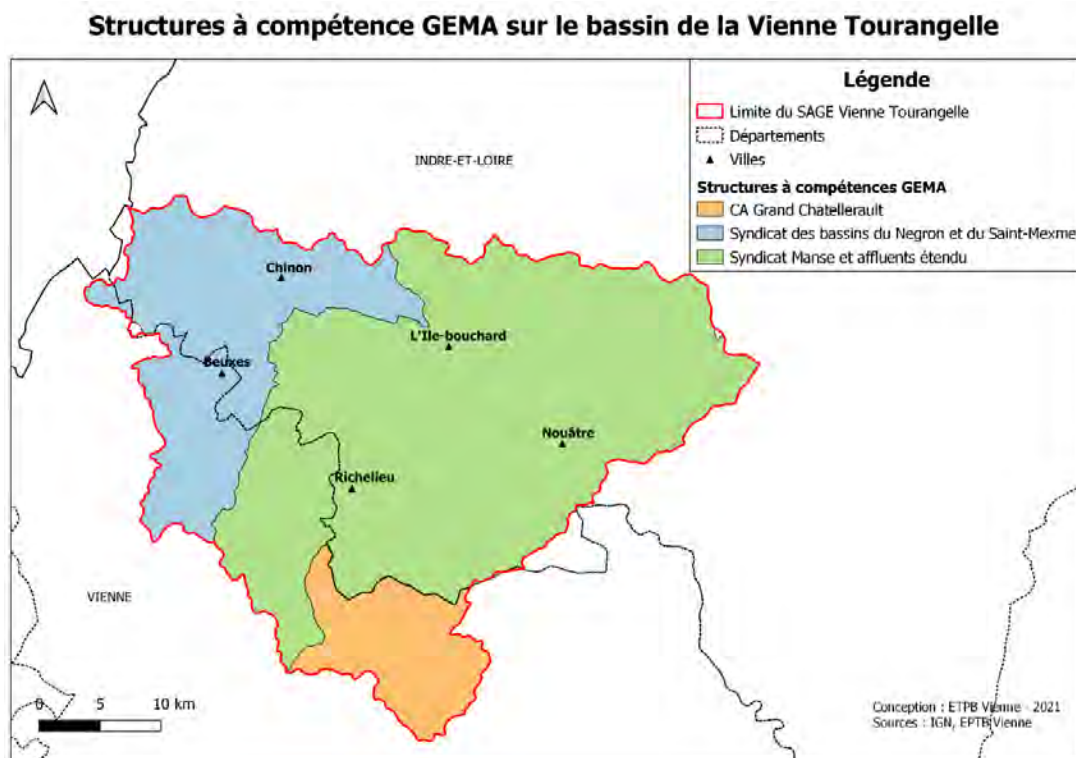 Structures à compétence GEMA sur le bassin de la Vienne Tourangelle
Légende
Limite du SAGE Vienne Tourangelle
Départements
Villes
Structures à compétences GEMA
CA Grand Chatellerault
Syndicat des bassins du Negron et du Saint-Mexme
Syndicat Manse et affluents étendu
INDRE-ET-LOIRE
Chinon
L'Ile-bouchard
Beuxes
Nouâtre
Richelieu
VIENNE
0 5 10 km
Conception : ETPB Vienne - 2021
Sources : IGN, EPTB Vienne